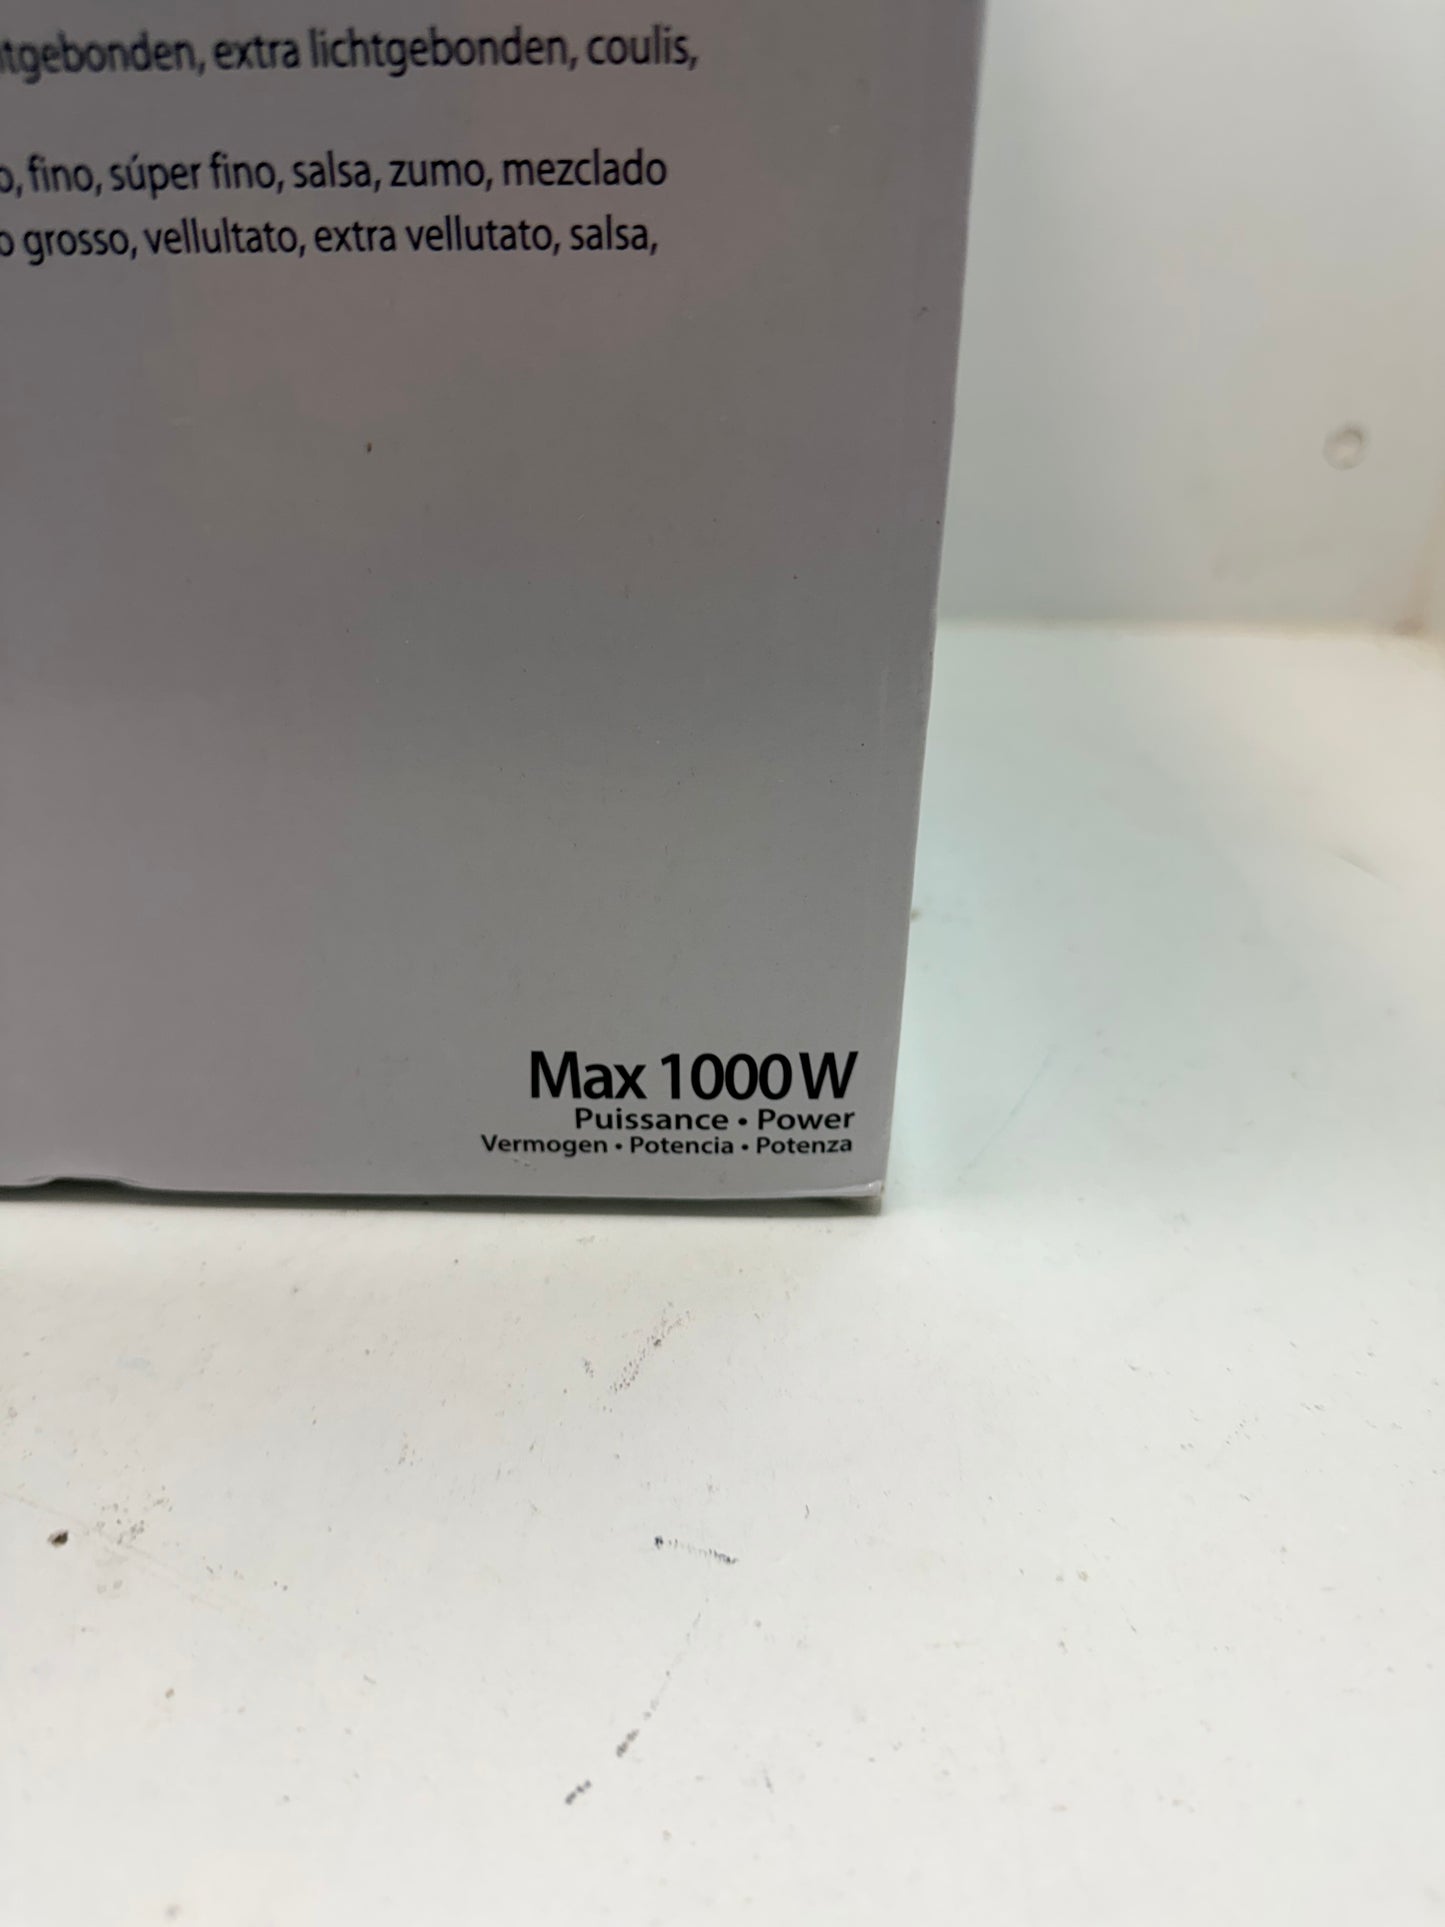 tgebonden, extra lichtgebonden, coulis,
o, fino, súper fino, salsa, zumo, mezclado
o grosso, vellultato, extra vellutato, salsa,
Max 1000 W
Puissance • Power
Vermogen • Potencia • Potenza